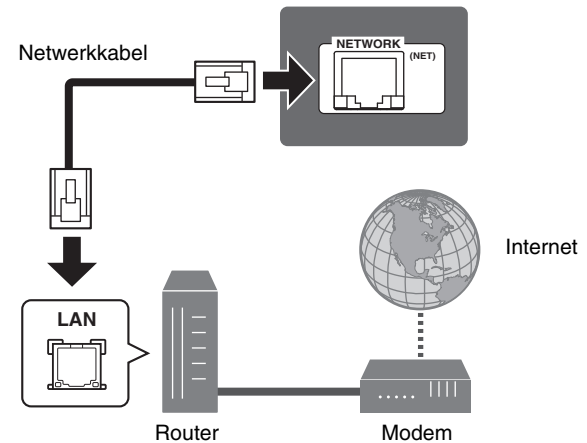 Netwerkkabel
NETWORK
(NET)
Internet
LAN
Router
Modem